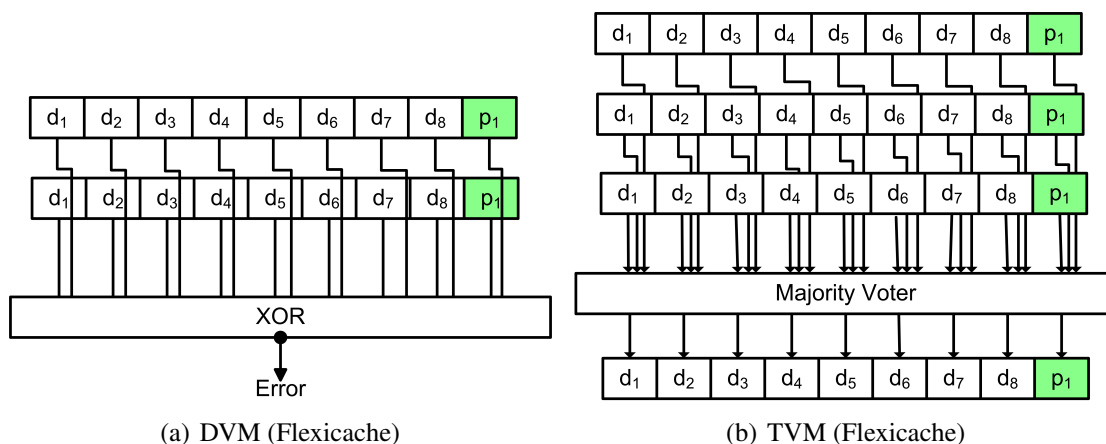 d1 d2 d3 d4 d5 d6 d7 d8 p1
d1 d2 d3 d4 d5 d6 d7 d8 p1
XOR
Error
(a) DVM (Flexicache)
d1 d2 d3 d4 d5 d6 d7 d8 p1
d1 d2 d3 d4 d5 d6 d7 d8 p1
d1 d2 d3 d4 d5 d6 d7 d8 p1
Majority Voter
d1 d2 d3 d4 d5 d6 d7 d8 p1
(b) TVM (Flexicache)